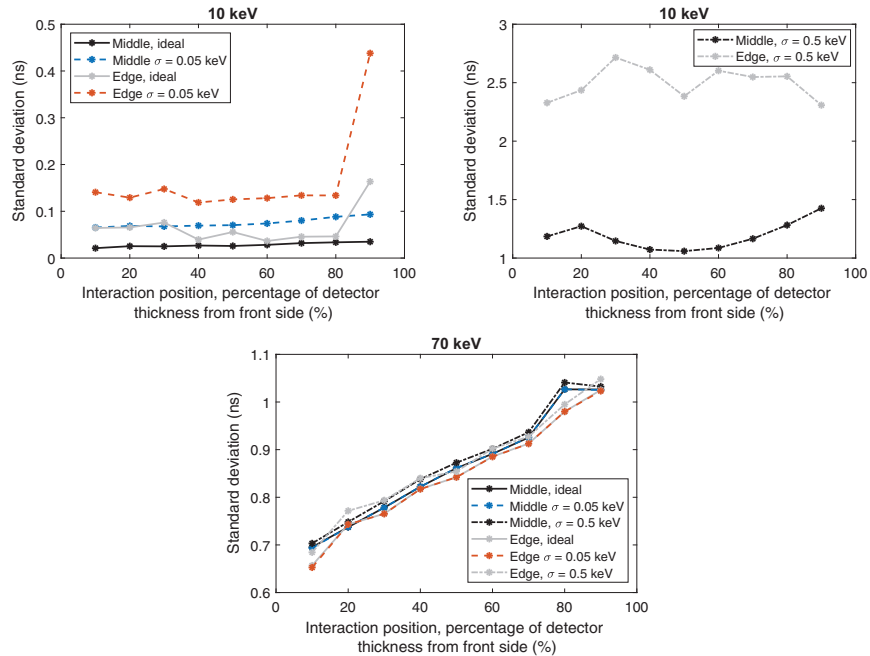 10 keV
0.5
0.4
0.3
0.2
0.1
0
Standard deviation (ns)
Middle, ideal
Middle σ = 0.05 keV
Edge, ideal
Edge σ = 0.05 keV
0
20
40
60
80
100
Interaction position, percentage of detector
thickness from front side (%)
10 keV
3
2.5
2
1.5
1
Standard deviation (ns)
Middle, σ = 0.5 keV
Edge, σ = 0.5 keV
0
20
40
60
80
100
Interaction position, percentage of detector
thickness from front side (%)
70 keV
1.1
1
0.9
0.8
0.7
0.6
Standard deviation (ns)
Middle, ideal
Middle σ = 0.05 keV
Middle, σ = 0.5 keV
Edge, ideal
Edge σ = 0.05 keV
Edge, σ = 0.5 keV
0
20
40
60
80
100
Interaction position, percentage of detector
thickness from front side (%)